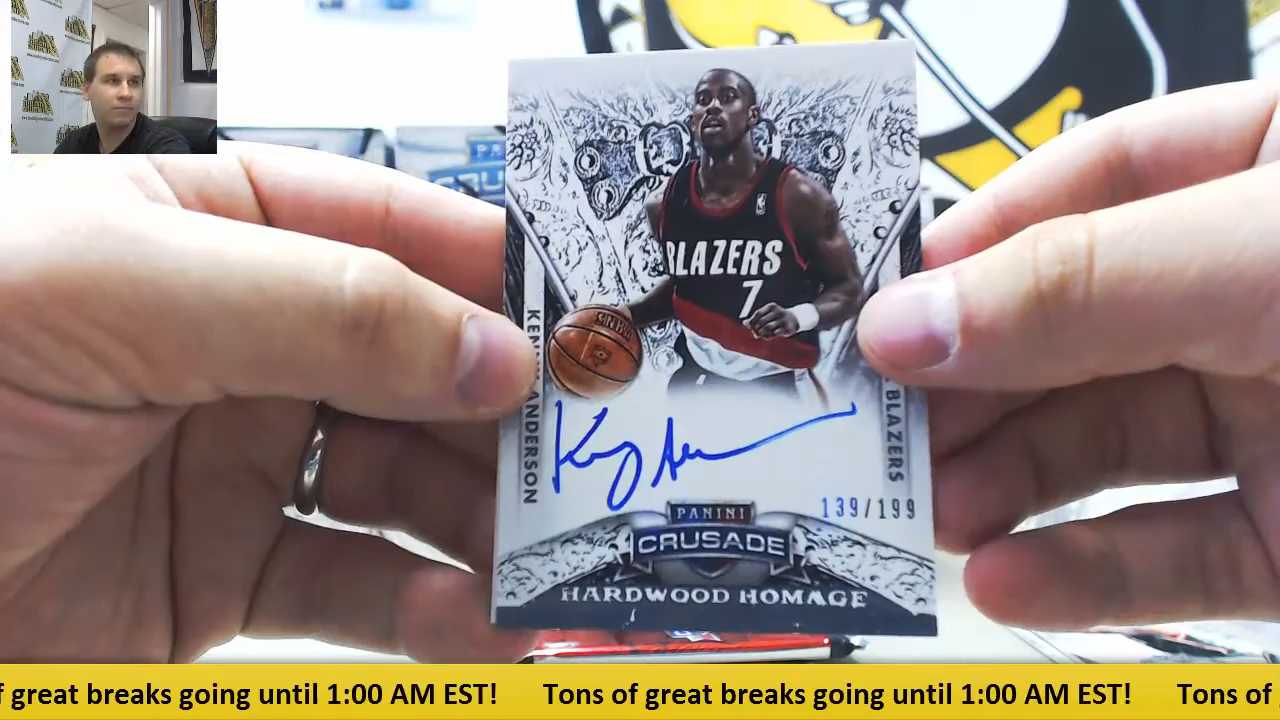 BLAZERS
7
ANDERSON
BLAZERS
139/199
PANINI
CRUSADE
HARDWOOD HOMAGE
great breaks going until 1:00 AM EST! Tons of great breaks going until 1:00 AM EST! Tons of